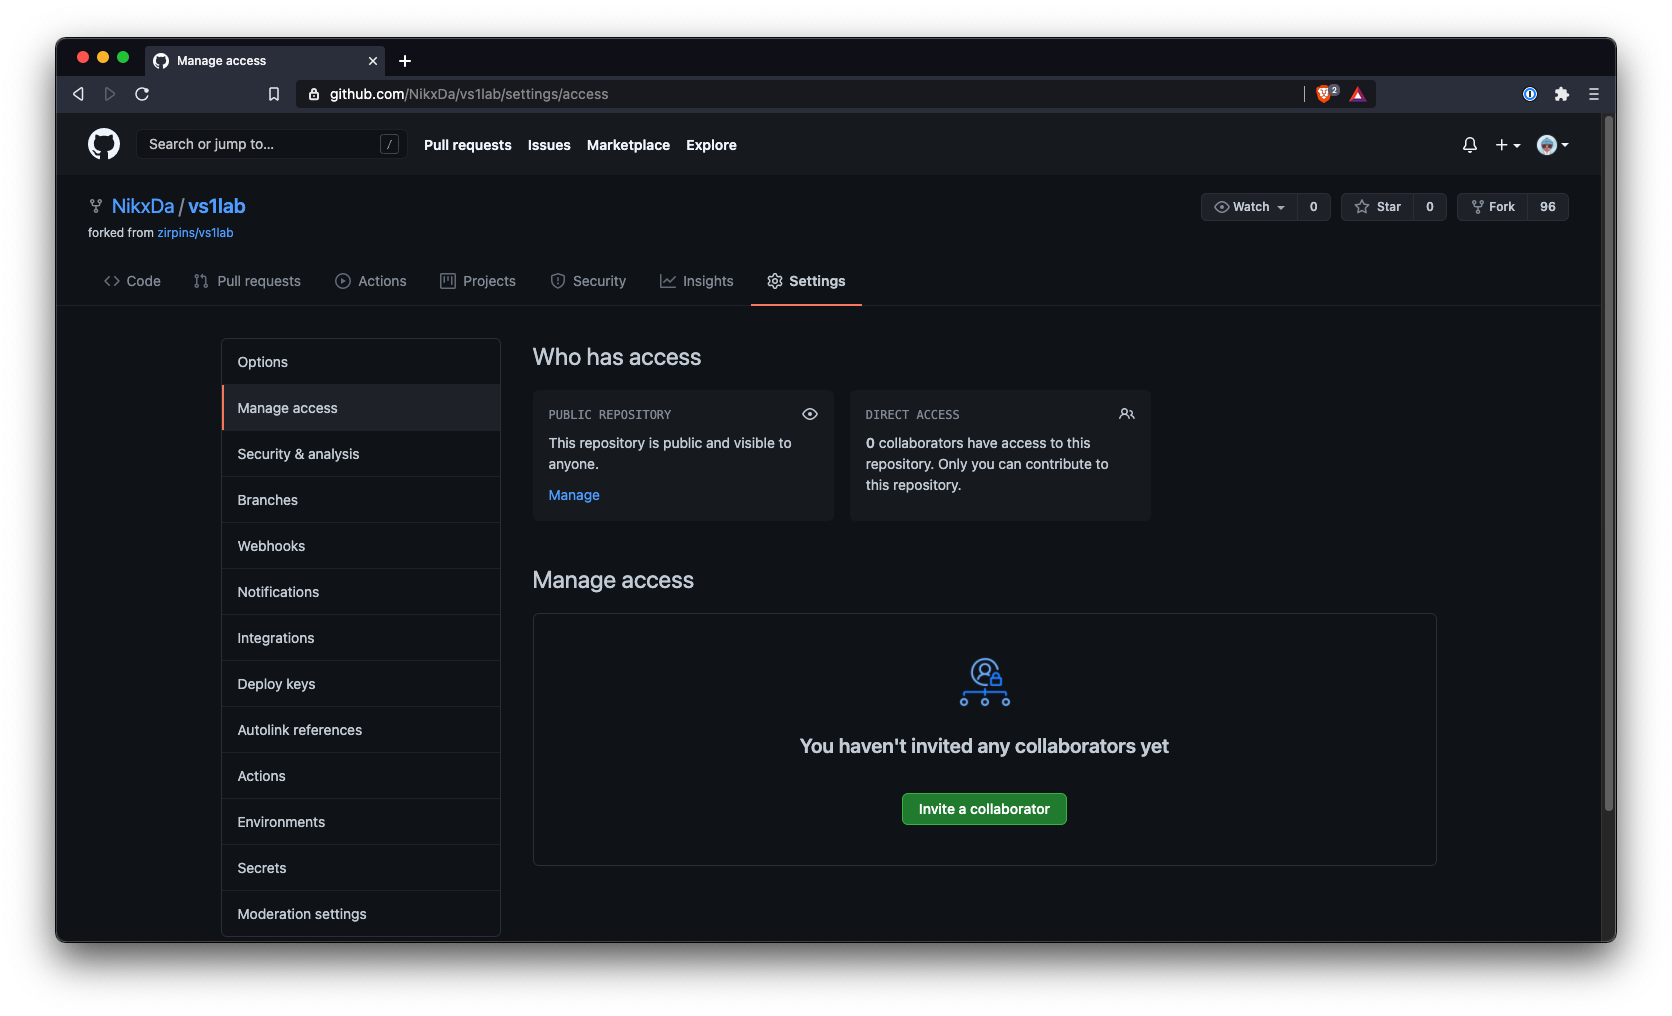 Manage access
github.com/NikxDa/vs1lab/settings/access
2
Search or jump to...
/
Pull requests
Issues
Marketplace
Explore
NikxDa / vs1lab
forked from zirpins/vs1lab
Watch 0
Star 0
Fork 96
Code
Pull requests
Actions
Projects
Security
Insights
Settings
Options
Manage access
Security & analysis
Branches
Webhooks
Notifications
Integrations
Deploy keys
Autolink references
Actions
Environments
Secrets
Moderation settings
Who has access
PUBLIC REPOSITORY
This repository is public and visible to
anyone.
Manage
DIRECT ACCESS
0 collaborators have access to this
repository. Only you can contribute to
this repository.
Manage access
You haven't invited any collaborators yet
Invite a collaborator